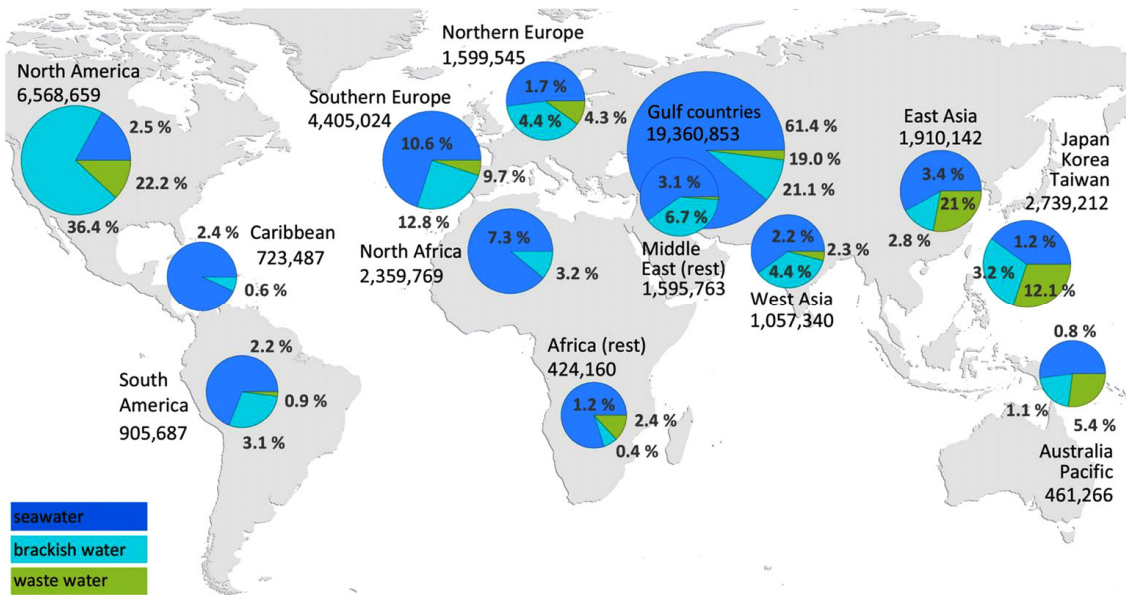 North America
6,568,659
2.5 %
22.2 %
36.4 %
Northern Europe
1,599,545
1.7 %
4.4 %
4.3 %
Southern Europe
4,405,024
10.6 %
9.7 %
12.8 %
Gulf countries
19,360,853
61.4 %
19.0 %
21.1 %
East Asia
1,910,142
3.4 %
21 %
2.8 %
Japan
Korea
Taiwan
2,739,212
1.2 %
3.2 %
12.1 %
2.4 %
Caribbean
723,487
0.6 %
North Africa
2,359,769
7.3 %
3.2 %
3.1 %
6.7 %
Middle
East (rest)
1,595,763
2.2 %
2.3 %
4.4 %
West Asia
1,057,340
South
America
905,687
2.2 %
0.9 %
3.1 %
Africa (rest)
424,160
1.2 %
2.4 %
0.4 %
0.8 %
1.1 %
5.4 %
Australia
Pacific
461,266
seawater
brackish water
waste water